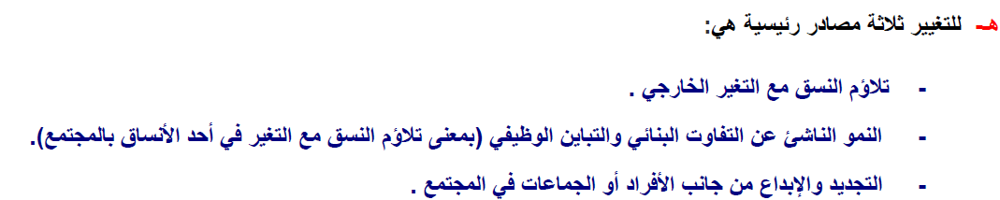 هـ- للتغيير ثلاثة مصادر رئيسية هي:
- تلاؤم النسق مع التغير الخارجي .
- النمو الناشئ عن التفاوت البنائي والتباين الوظيفي (بمعنى تلاؤم النسق مع التغير في أحد الأنساق بالمجتمع).
- التجديد والإبداع من جانب الأفراد أو الجماعات في المجتمع .